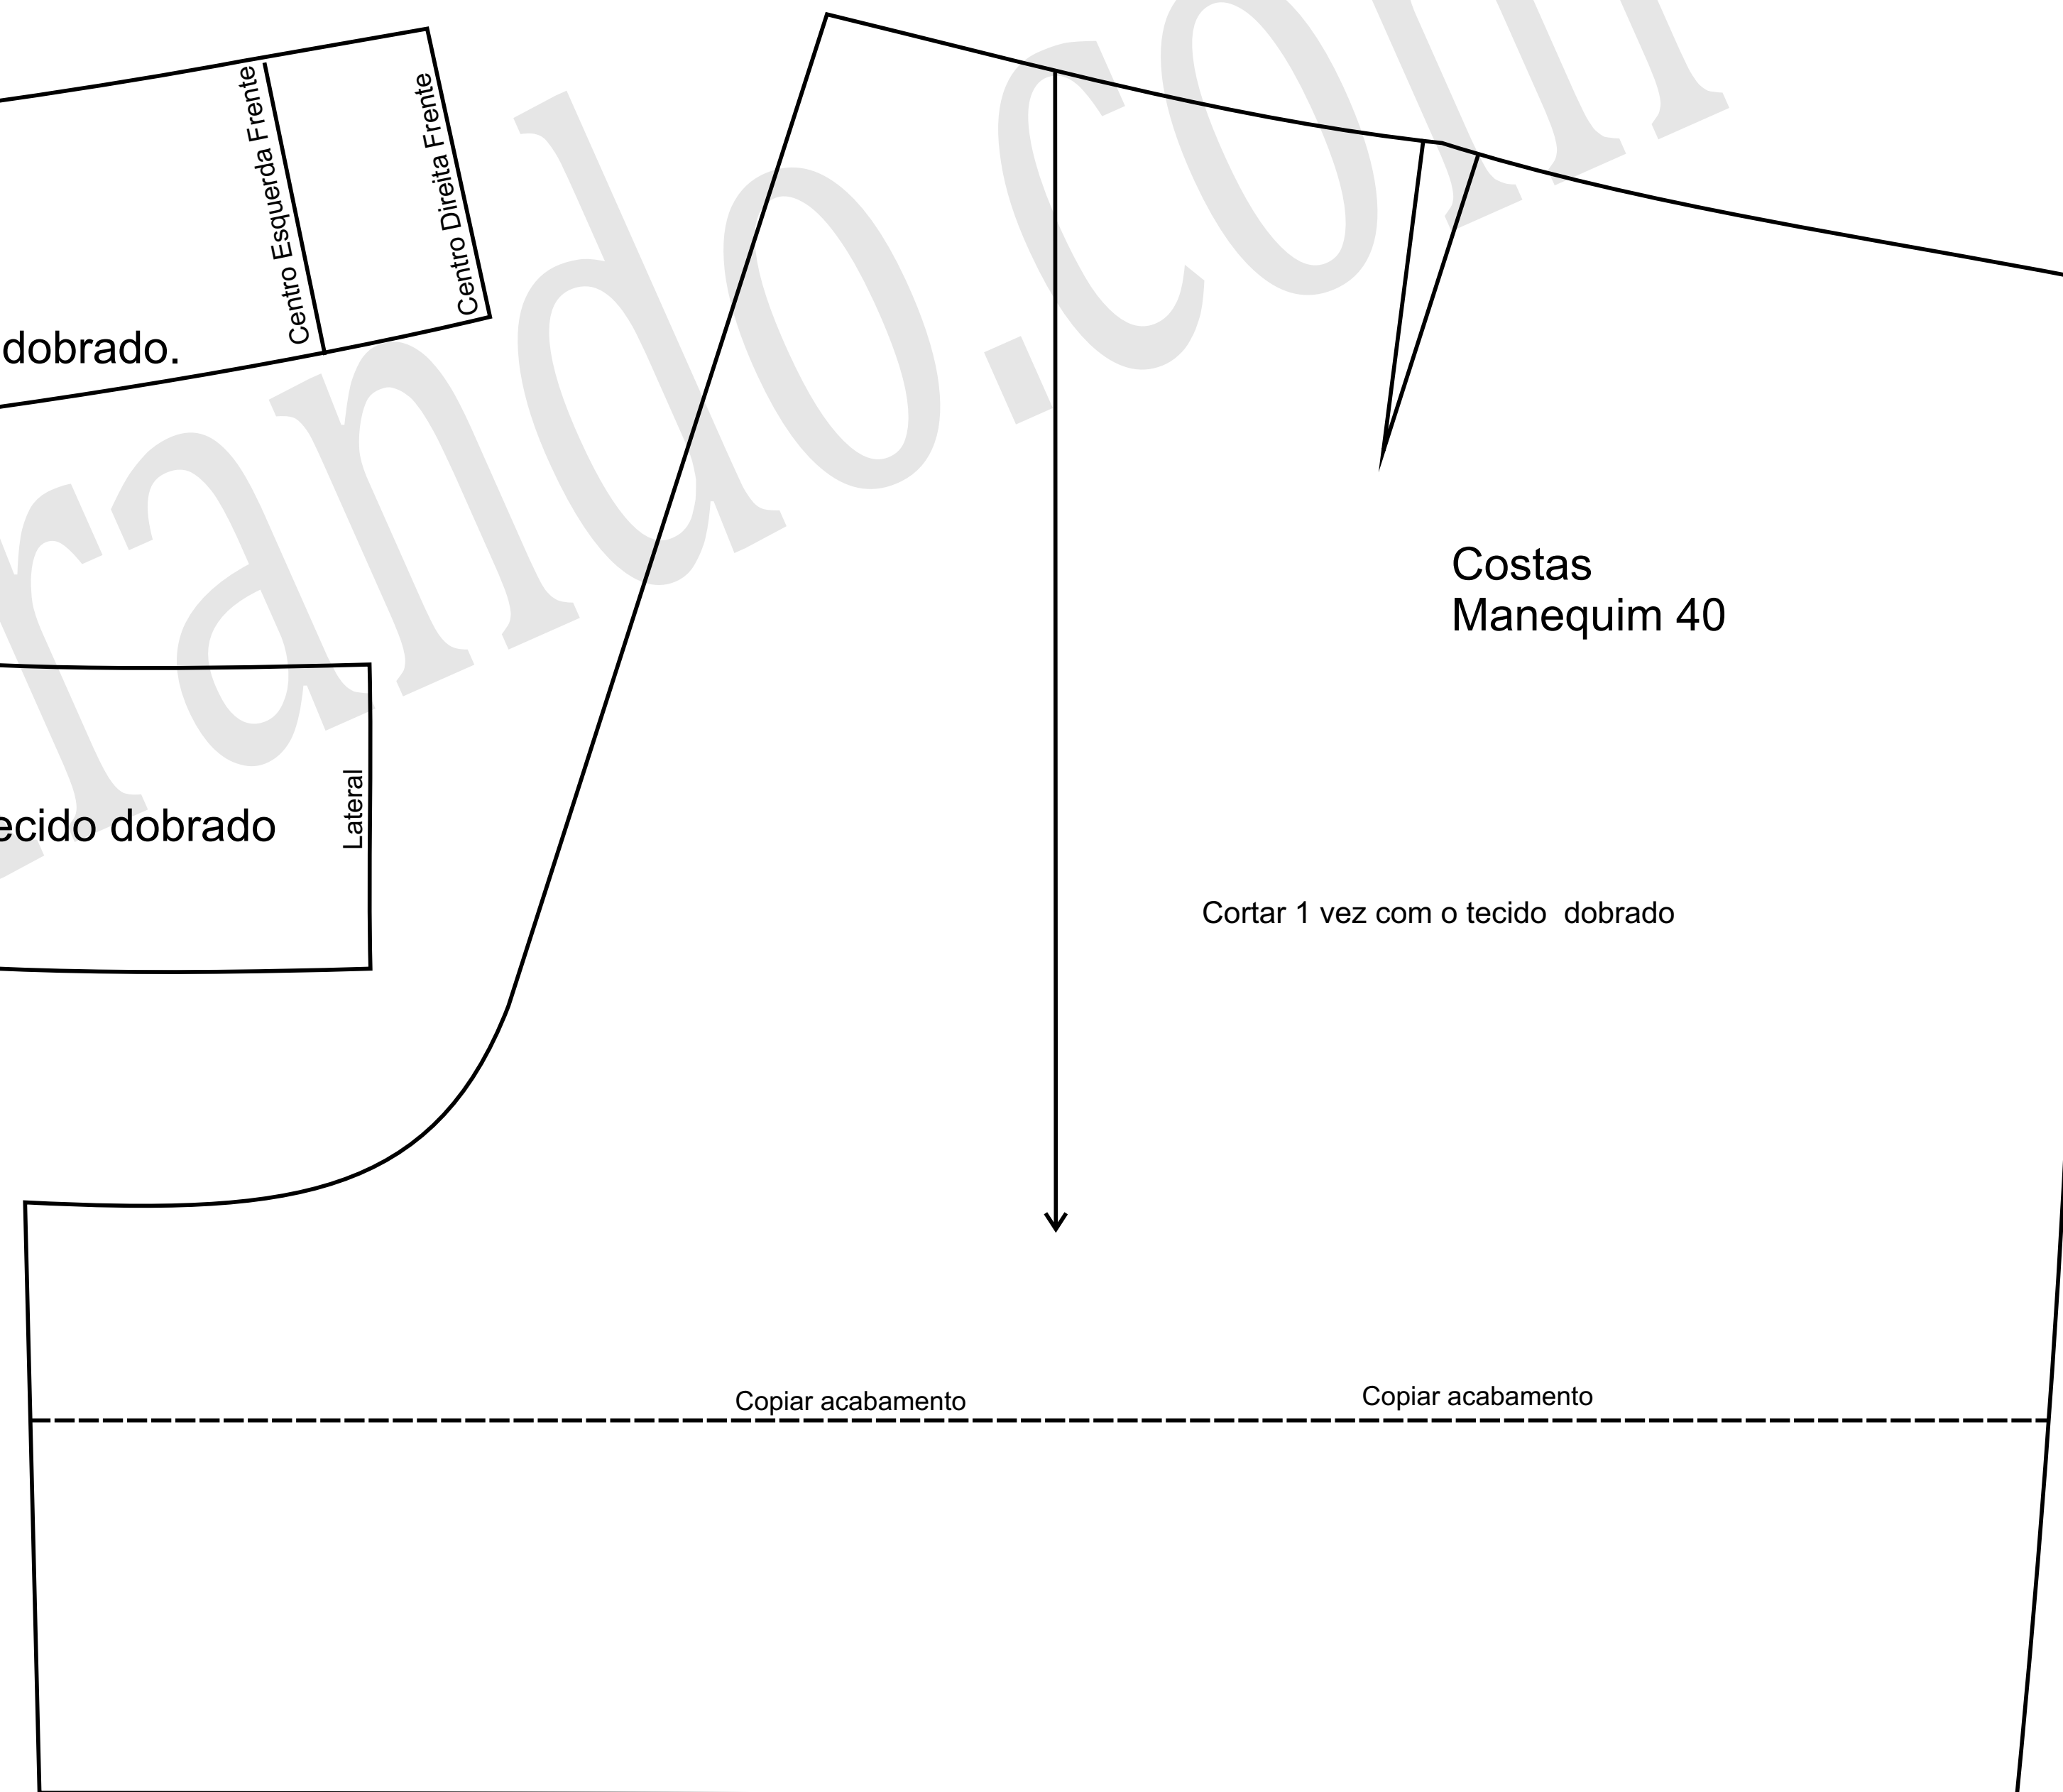 Centro Esquerda Frente
Centro Direita Frente
dobrado.
Costas
Manequim 40
ecido dobrado
Lateral
Cortar 1 vez com o tecido  dobrado
Copiar acabamento
Copiar acabamento
rando.com